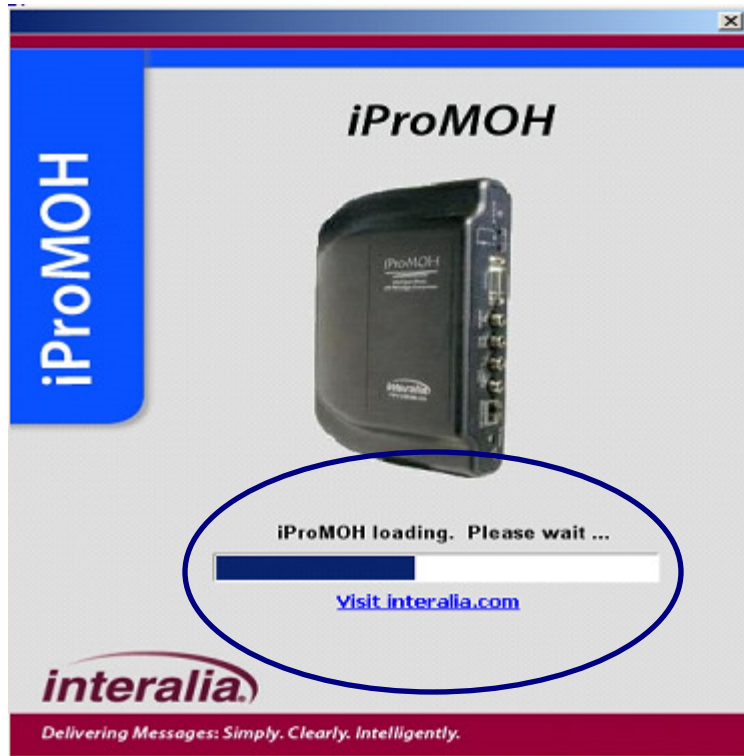 iProMOH
iProMOH
iProMOH
interalia
iProMOH loading. Please wait ...
Visit interalia.com
interalia
Delivering Messages: Simply. Clearly. Intelligently.